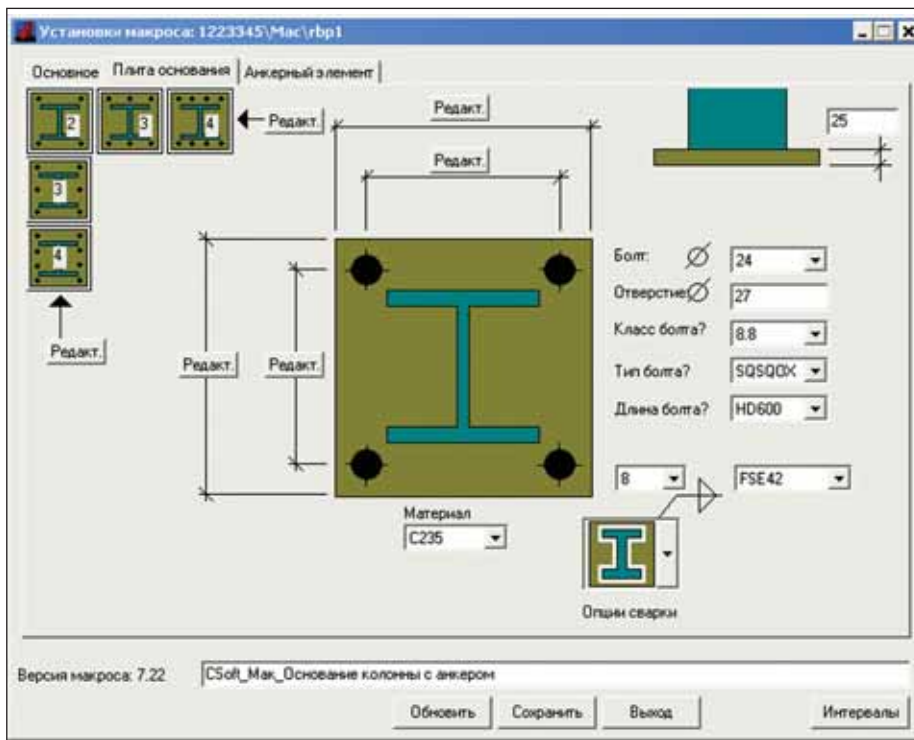 Установки макроса: 1223345\Mac\rbp1
Основное Плита основания Анкерный элемент
2 3 4 Редакт. Редакт. 25
Редакт.
3
4
Болт: 24
Отверстие: 27
Класс болта? 8.8
Редакт. Редакт. Редакт.
Тип болта? SQSQOX
Длина болта? HD600
8 FSE42
Материал
C235
Опции сварки
Версия макроса: 7.22 CSoft_Мак_Основание колонны с анкером
Обновить Сохранить Выход Интервалы